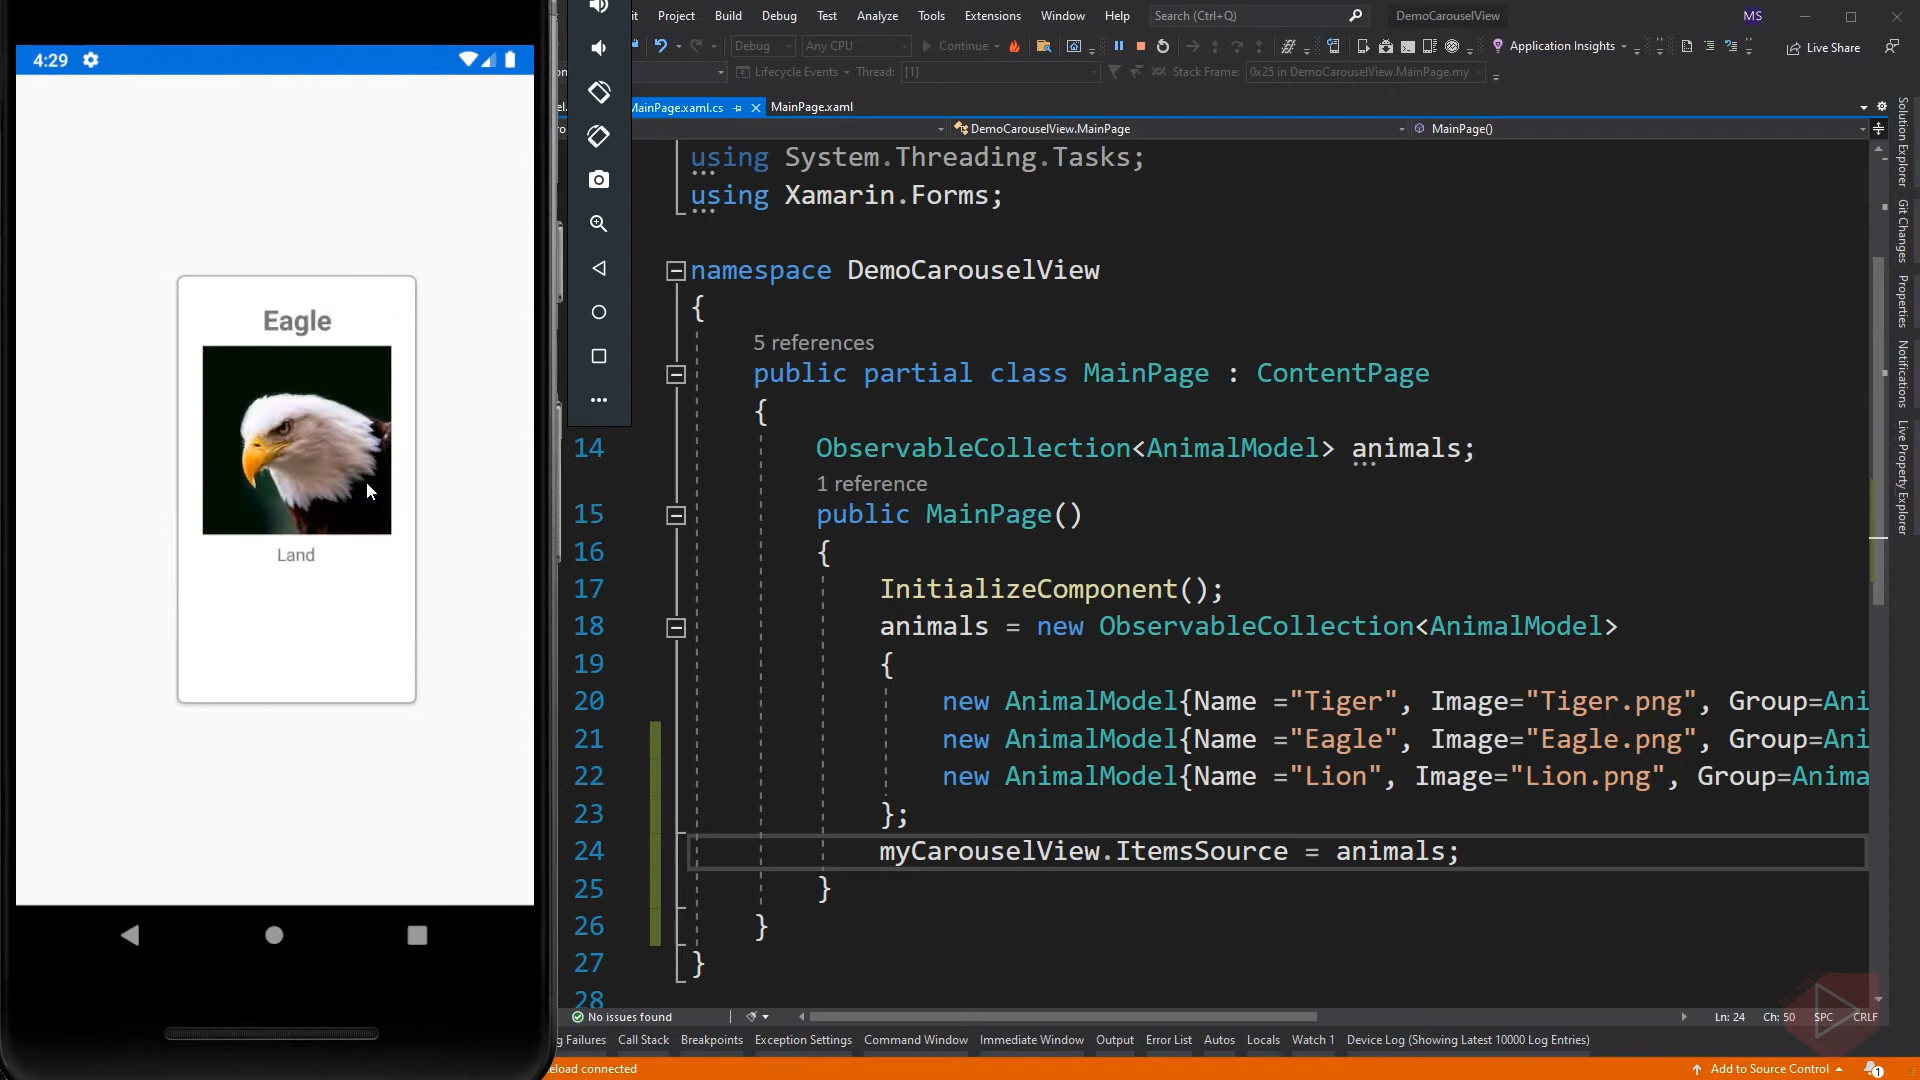 4:29
Eagle
Land
it Project Build Debug Test Analyze Tools Extensions Window Help Search (Ctrl+Q) DemoCarouselView MS
Debug Any CPU Continue Application Insights Live Share
Lifecycle Events Thread: [1] Stack Frame: 0x25 in DemoCarouselView.MainPage.my
MainPage.xaml.cs MainPage.xaml
DemoCarouselView.MainPage MainPage()
using System.Threading.Tasks;
using Xamarin.Forms;
namespace DemoCarouselView
{
5 references
public partial class MainPage : ContentPage
{
14 ObservableCollection<AnimalModel> animals;
1 reference
15 public MainPage()
16 {
17 InitializeComponent();
18 animals = new ObservableCollection<AnimalModel>
19 {
20 new AnimalModel{Name ="Tiger", Image="Tiger.png", Group=Ani
21 new AnimalModel{Name ="Eagle", Image="Eagle.png", Group=Ani
22 new AnimalModel{Name ="Lion", Image="Lion.png", Group=Anima
23 };
24 myCarouselView.ItemsSource = animals;
25 }
26 }
27 }
28
No issues found Ln: 24 Ch: 50 SPC CRLF
g Failures Call Stack Breakpoints Exception Settings Command Window Immediate Window Output Error List Autos Locals Watch 1 Device Log (Showing Latest 10000 Log Entries)
eload connected Add to Source Control 1
Solution Explorer
Git Changes
Properties
Notifications
Live Property Explorer